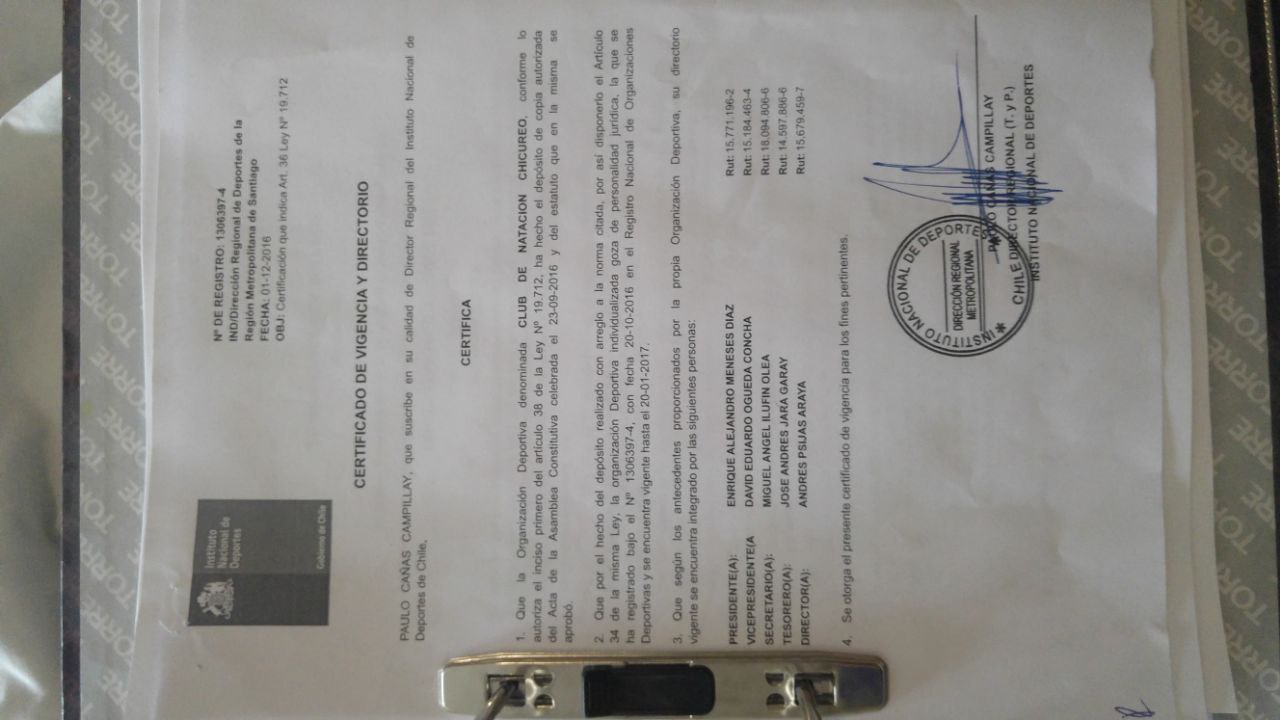 TORRE TORRE TORRE TORRE TORRE
Instituto
Nacional de
Deportes
Gobierno de Chile
Nº DE REGISTRO: 1306397-4
IND/Dirección Regional de Deportes de la
Región Metropolitana de Santiago
FECHA: 01-12-2016
OBJ: Certificación que indica Art. 36 Ley Nº 19.712
CERTIFICADO DE VIGENCIA Y DIRECTORIO
PAULO CAÑAS CAMPILLAY, que suscribe en su calidad de Director Regional del Instituto Nacional de
Deportes de Chile,
CERTIFICA
1. Que la Organización Deportiva denominada CLUB DE NATACION CHICUREO, conforme lo
autoriza el inciso primero del artículo 38 de la Ley Nº 19.712, ha hecho el depósito de copia autorizada
del Acta de la Asamblea Constitutiva celebrada el 23-09-2016 y del estatuto que en la misma se
aprobó.
2. Que por el hecho del depósito realizado con arreglo a la norma citada, por así disponerlo el Artículo
34 de la misma Ley, la organización Deportiva individualizada goza de personalidad jurídica, la que se
ha registrado bajo el Nº 1306397-4, con fecha 20-10-2016 en el Registro Nacional de Organizaciones
Deportivas y se encuentra vigente hasta el 20-01-2017.
3. Que según los antecedentes proporcionados por la propia Organización Deportiva, su directorio
vigente se encuentra integrado por las siguientes personas:
PRESIDENTE(A): ENRIQUE ALEJANDRO MENESES DIAZ Rut: 15.771.196-2
VICEPRESIDENTE(A DAVID EDUARDO OGUEDA CONCHA Rut: 15.184.463-4
SECRETARIO(A): MIGUEL ANGEL ILUFIN OLEA Rut: 18.094.806-6
TESORERO(A): JOSE ANDRES JARA GARAY Rut: 14.597.886-6
DIRECTOR(A): ANDRES PSIJAS ARAYA Rut: 15.679.459-7
4. Se otorga el presente certificado de vigencia para los fines pertinentes.
INSTITUTO NACIONAL DE DEPORTES
DIRECCIÓN REGIONAL
METROPOLITANA
CHILE
PAULO CAÑAS CAMPILLAY
DIRECTOR REGIONAL (T. y P.)
INSTITUTO NACIONAL DE DEPORTES
TORRE TORRE TORRE TORRE TORRE